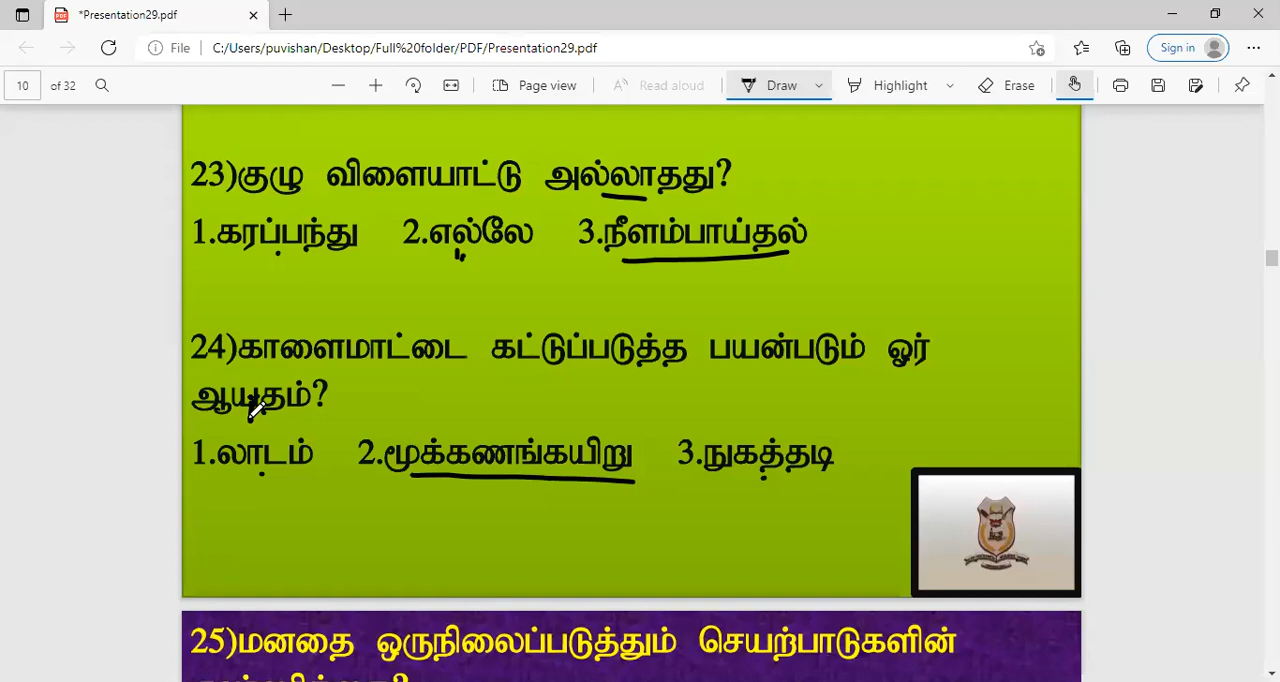 *Presentation29.pdf
File C:/Users/puvishan/Desktop/Full%20folder/PDF/Presentation29.pdf Sign in
10 of 32 Page view Read aloud Draw Highlight Erase
23)குழு விளையாட்டு அல்லாதது?
1.கரப்பந்து 2.எல்லே 3.நீளம்பாய்தல்
24)காளைமாட்டை கட்டுப்படுத்த பயன்படும் ஓர்
ஆயுதம்?
1.லாடம் 2.மூக்கணங்கயிறு 3.நுகத்தடி
25)மனதை ஒருநிலைப்படுத்தும் செயற்பாடுகளின்